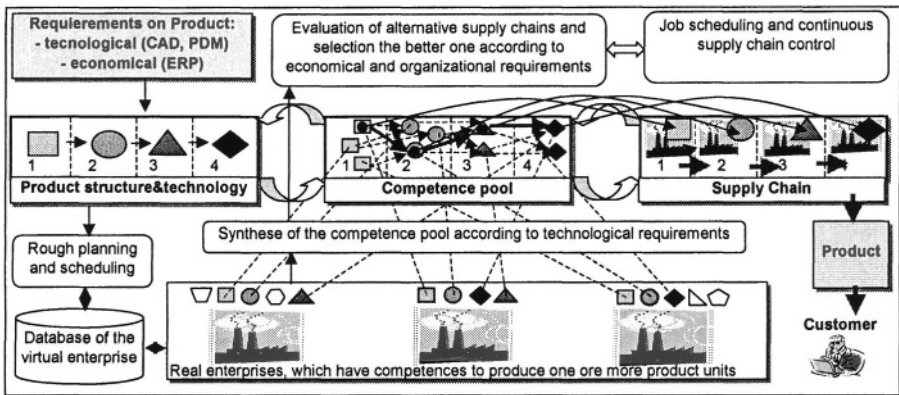 Requierements on Product:
- tecnological (CAD, PDM)
- economical (ERP)
Evaluation of alternative supply chains and
selection the better one according to
economical and organizational requirements
Job scheduling and continuous
supply chain control
1 2 3 4
Product structure&technology
1 2 3 4
Competence pool
1 2 3 4
Supply Chain
Rough planning
and scheduling
Synthese of the competence pool according to technological requirements
Product
Database of the
virtual enterprise
Customer
Real enterprises, which have competences to produce one ore more product units